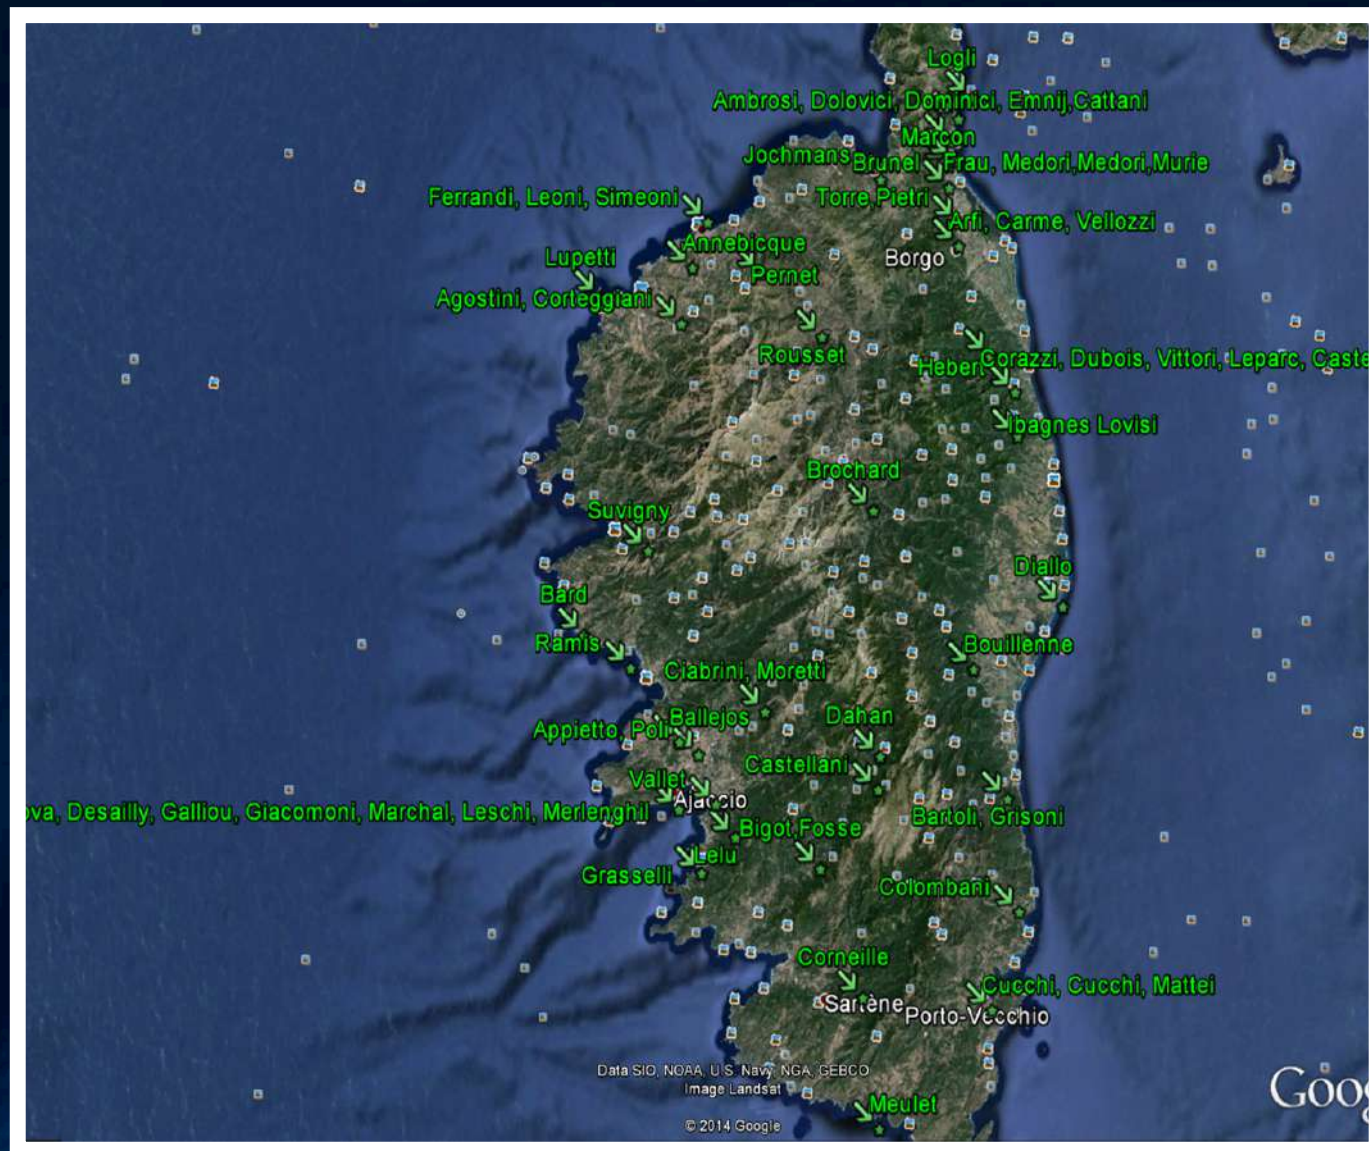 Logli
Ambrosi, Dolovici, Dominici, Emnij,Cattani
Marcon
Jochmans
Brunel
Frau, Medori,Medori,Murie
Ferrandi, Leoni, Simeoni
Torre,Pietri
Arfi, Carme, Vellozzi
Annebicque
Lupetti
Borgo
Pernet
Agostini, Corteggiani
Rousset
Hebert
Corazzi, Dubois, Vittori, Leparc, Caste
Ibagnes Lovisi
Brochard
Suvigny
Diallo
Bard
Ramis
Bouillenne
Ciabrini, Moretti
Ballejos
Dahan
Appietto, Poli
Castellani
Vallet
Ajaccio
ova, Desailly, Galliou, Giacomoni, Marchal, Leschi, Merlenghil
Bartoli, Grisoni
Bigot,Fosse
Lelu
Grasselli
Colombani
Corneille
Cucchi, Cucchi, Mattei
Sartène
Porto-Vecchio
Data SIO, NOAA, U.S. Navy, NGA, GEBCO
Image Landsat
Goog
Meulet
© 2014 Google